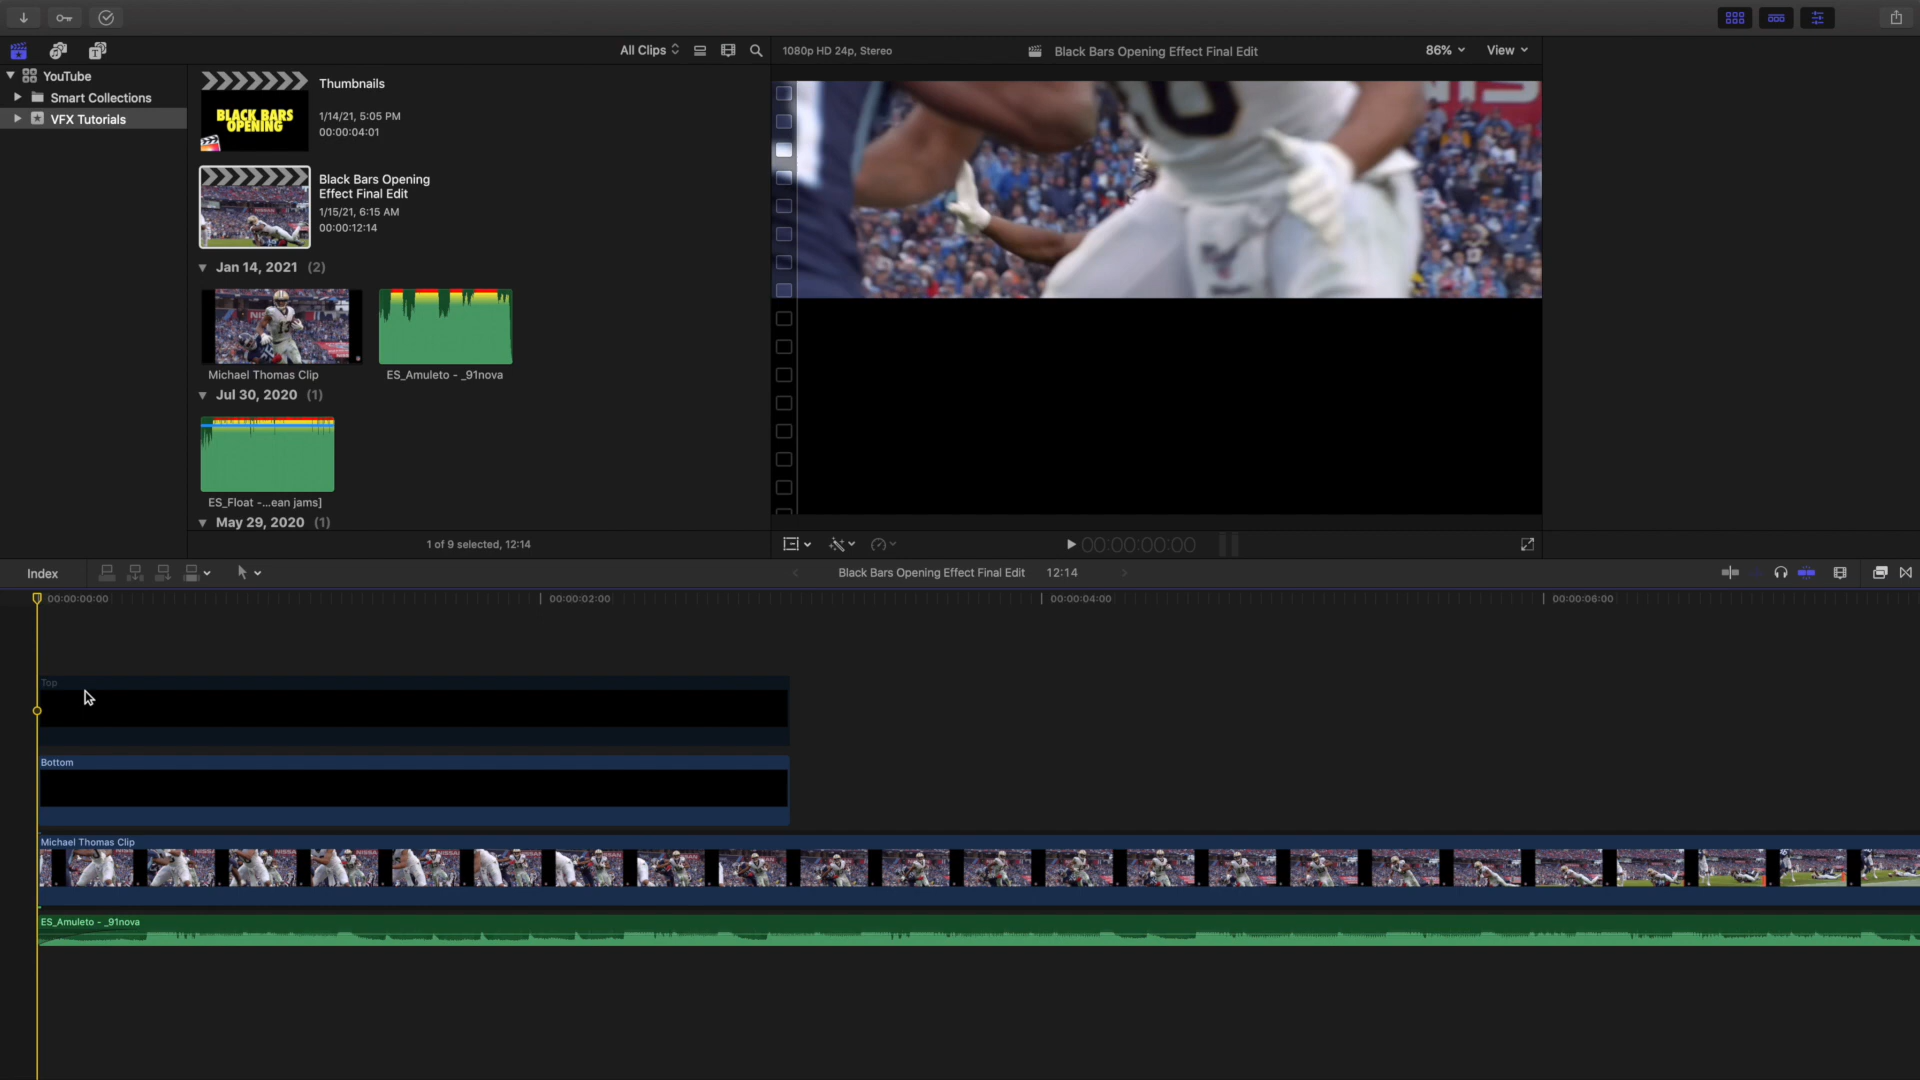 All Clips
1080p HD 24p, Stereo
Black Bars Opening Effect Final Edit
86%
View
YouTube
Smart Collections
VFX Tutorials
BLACK BARS
OPENING
Thumbnails
1/14/21, 5:05 PM
00:00:04:01
Black Bars Opening
Effect Final Edit
1/15/21, 6:15 AM
00:00:12:14
Jan 14, 2021 (2)
Michael Thomas Clip
ES_Amuleto - _91nova
Jul 30, 2020 (1)
ES_Float -...ean jams]
May 29, 2020 (1)
1 of 9 selected, 12:14
00:00:00:00
Index
Black Bars Opening Effect Final Edit
12:14
00:00:00:00
00:00:02:00
00:00:04:00
00:00:06:00
Top
Bottom
Michael Thomas Clip
ES_Amuleto - _91nova